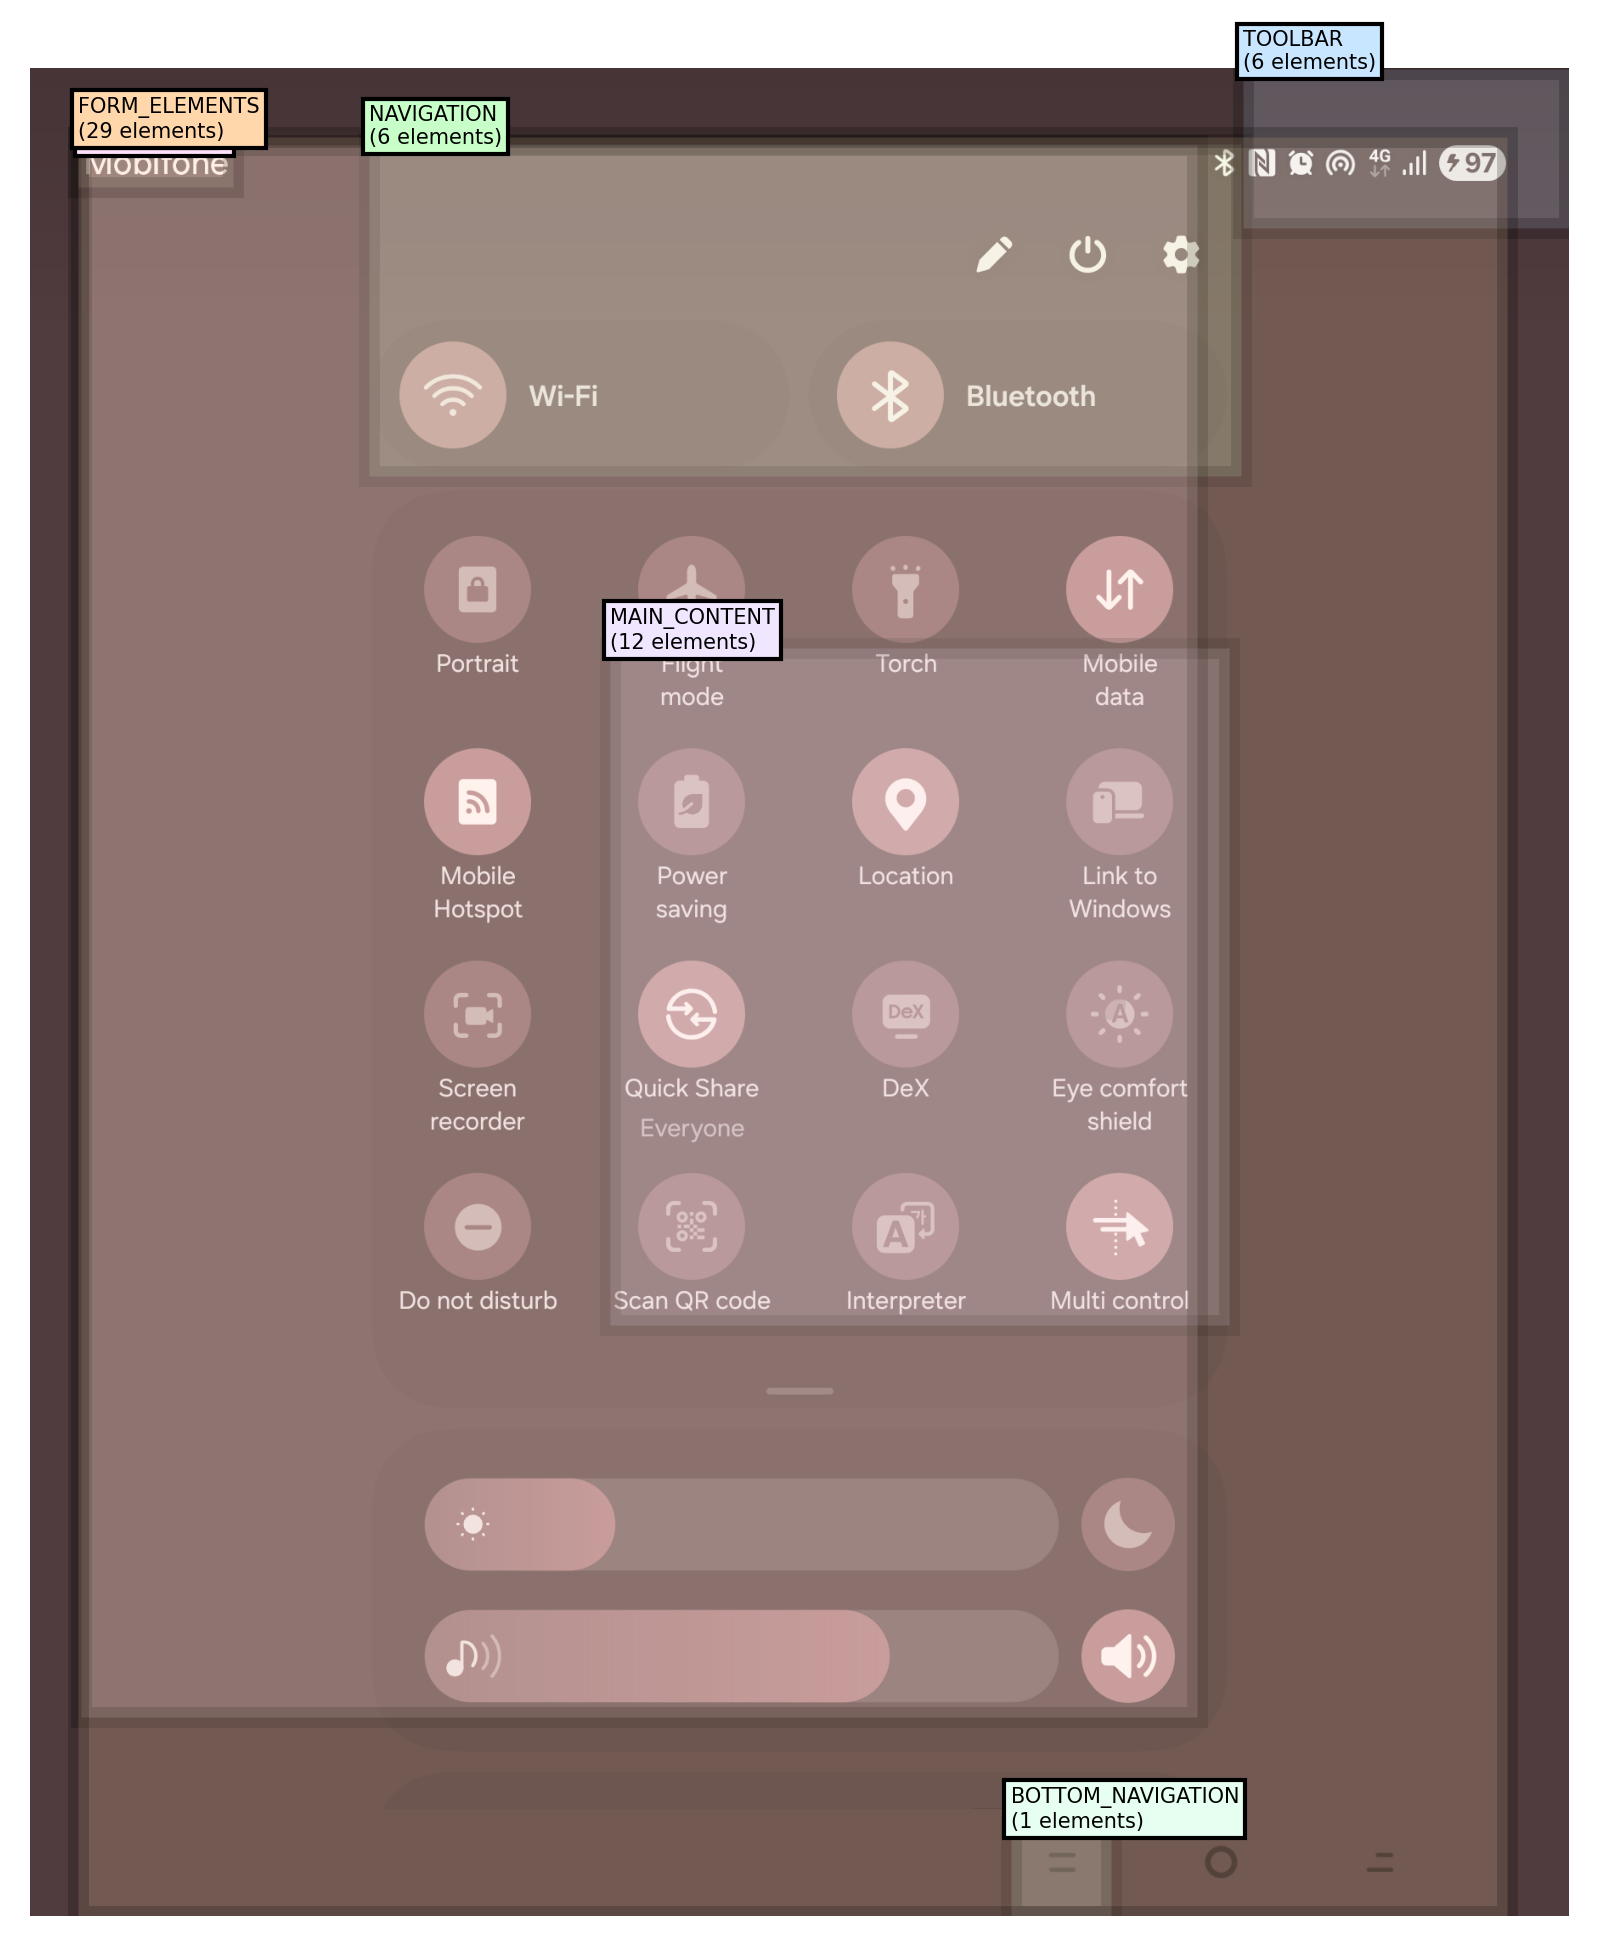 TOOLBAR
(6 elements)
FORM_ELEMENTS
(29 elements)
NAVIGATION
(6 elements)
Mobifone
4G
97
Wi-Fi
Bluetooth
MAIN_CONTENT
(12 elements)
Portrait
Flight
mode
Torch
Mobile
data
Mobile
Hotspot
Power
saving
Location
Link to
Windows
DeX
A
Screen
recorder
Quick Share
Everyone
DeX
Eye comfort
shield
A 가
Do not disturb
Scan QR code
Interpreter
Multi control
BOTTOM_NAVIGATION
(1 elements)